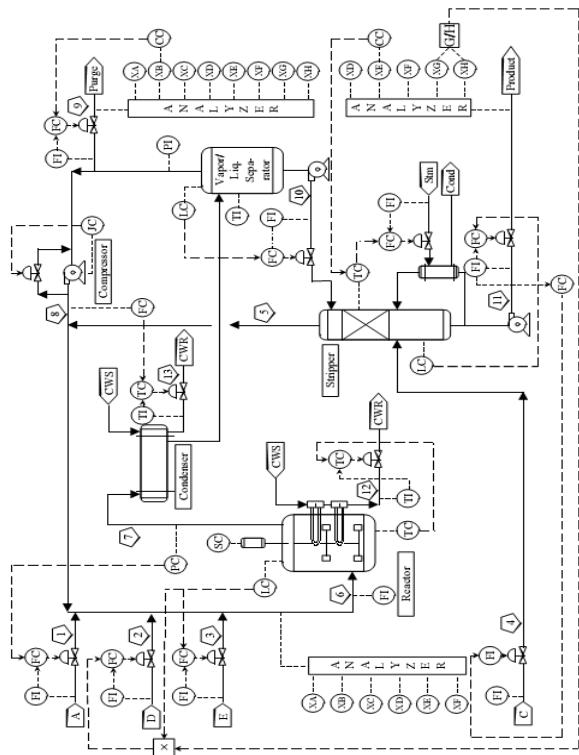 CC
XA
XB
XC
XD
XE
XF
XG
XH
A N A L Y Z E R
Purge
9
FC
FI
CC
XD
XE
XF
XG
XH
G/H
A N A L Y Z E R
Product
PI
Vapor/
Liq.
Sepa-
rator
LC
TI
10
FI
FC
TC
FC
FI
Stm
Cond
FC
FI
FC
11
JC
Compressor
8
FC
5
Stripper
LC
CWS
TC
TI
13
CWR
Condenser
7
PC
SC
CWS
TC
CWR
12
TI
TC
LC
6
FI
Reactor
FC
FI
A
1
FC
FI
D
2
FC
FI
E
3
×
A N A L Y Z E R
XA
XB
XC
XD
XE
XF
4
FI
FI
C